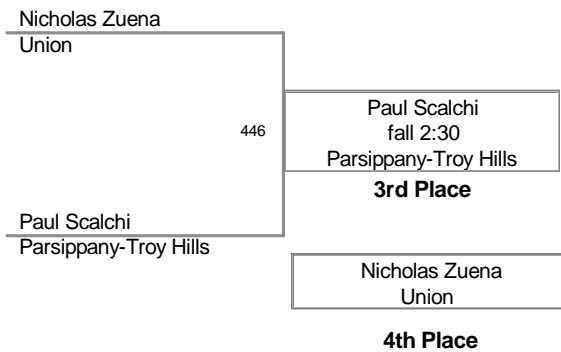 Nicholas Zuena
Union
446
Paul Scalchi
fall 2:30
Parsippany-Troy Hills
3rd Place
Paul Scalchi
Parsippany-Troy Hills
Nicholas Zuena
Union
4th Place